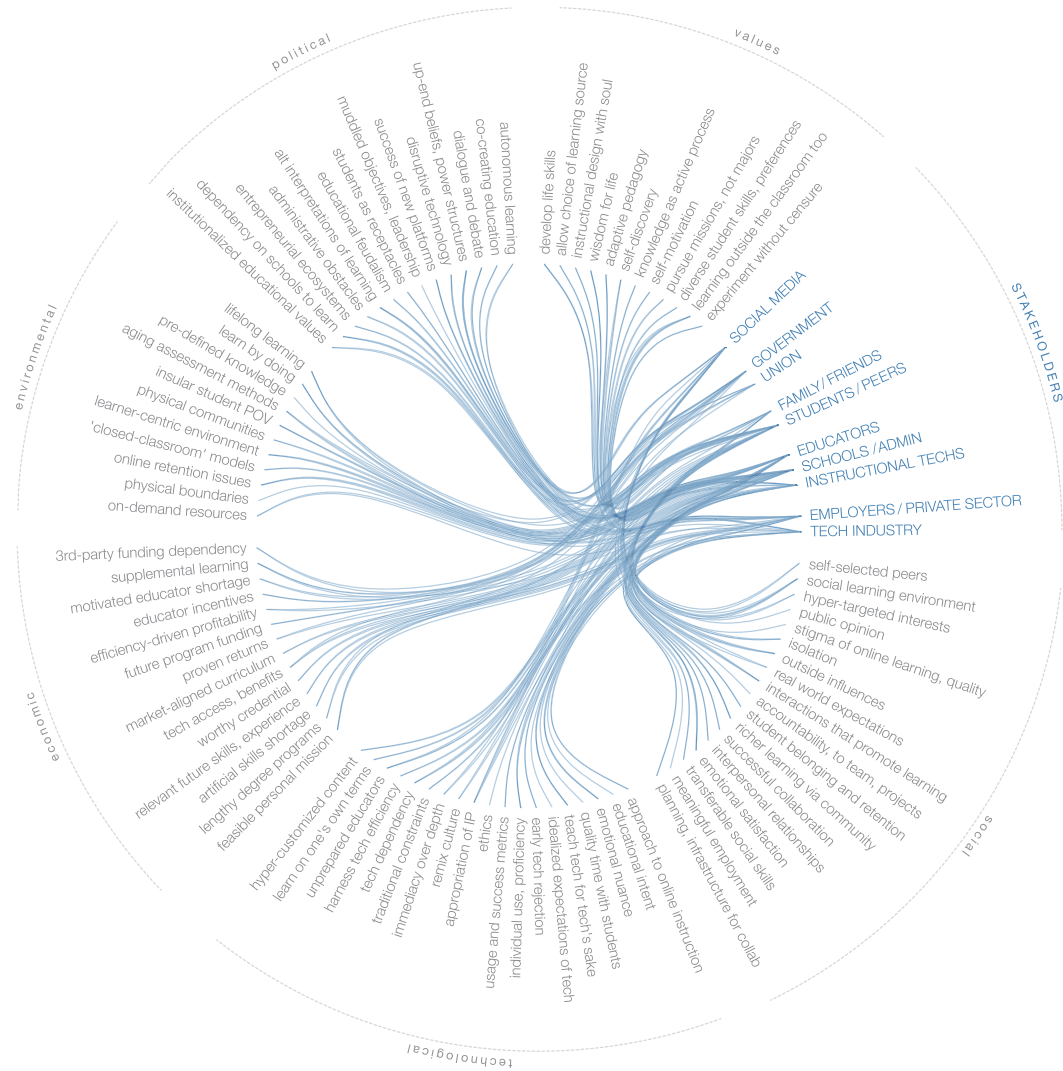 values
develop life skills
allow choice of learning source
instructional design with soul
wisdom for life
adaptive pedagogy
self-discovery
knowledge as active process
self-motivation
pursue missions, not majors
diverse student skills, preferences
learning outside the classroom too
experiment without censure
STAKEHOLDERS
SOCIAL MEDIA
GOVERNMENT
UNION
FAMILY / FRIENDS
STUDENTS / PEERS
EDUCATORS
SCHOOLS / ADMIN
INSTRUCTIONAL TECHS
EMPLOYERS / PRIVATE SECTOR
TECH INDUSTRY
social
self-selected peers
social learning environment
hyper-targeted interests
public opinion
stigma of online learning, quality
isolation
outside influences
real world expectations
interactions that promote learning
accountability, to team, projects
student belonging and retention
richer learning via community
successful collaboration
interpersonal relationships
emotional satisfaction
transferable social skills
meaningful employment
planning, infrastructure for collab
technological
approach to online instruction
educational intent
emotional nuance
quality time with students
teach tech for tech's sake
idealized expectations of tech
early tech rejection
individual use, proficiency
usage and success metrics
ethics
appropriation of IP
remix culture
immediacy over depth
traditional constraints
tech dependency
harness tech efficiency
unprepared educators
learn on one's own terms
hyper-customized content
economic
feasible personal mission
lengthy degree programs
artificial skills shortage
relevant future skills, experience
worthy credential
tech access, benefits
market-aligned curriculum
proven returns
future program funding
efficiency-driven profitability
educator incentives
motivated educator shortage
supplemental learning
3rd-party funding dependency
environmental
on-demand resources
physical boundaries
online retention issues
'closed-classroom' models
learner-centric environment
physical communities
insular student POV
aging assessment methods
pre-defined knowledge
learn by doing
lifelong learning
political
institutionalized educational values
dependency on schools to learn
entrepreneurial ecosystems
administrative obstacles
alt interpretations of learning
educational feudalism
students as receptacles
muddled objectives, leadership
success of new platforms
disruptive technology
up-end beliefs, power structures
dialogue and debate
co-creating education
autonomous learning